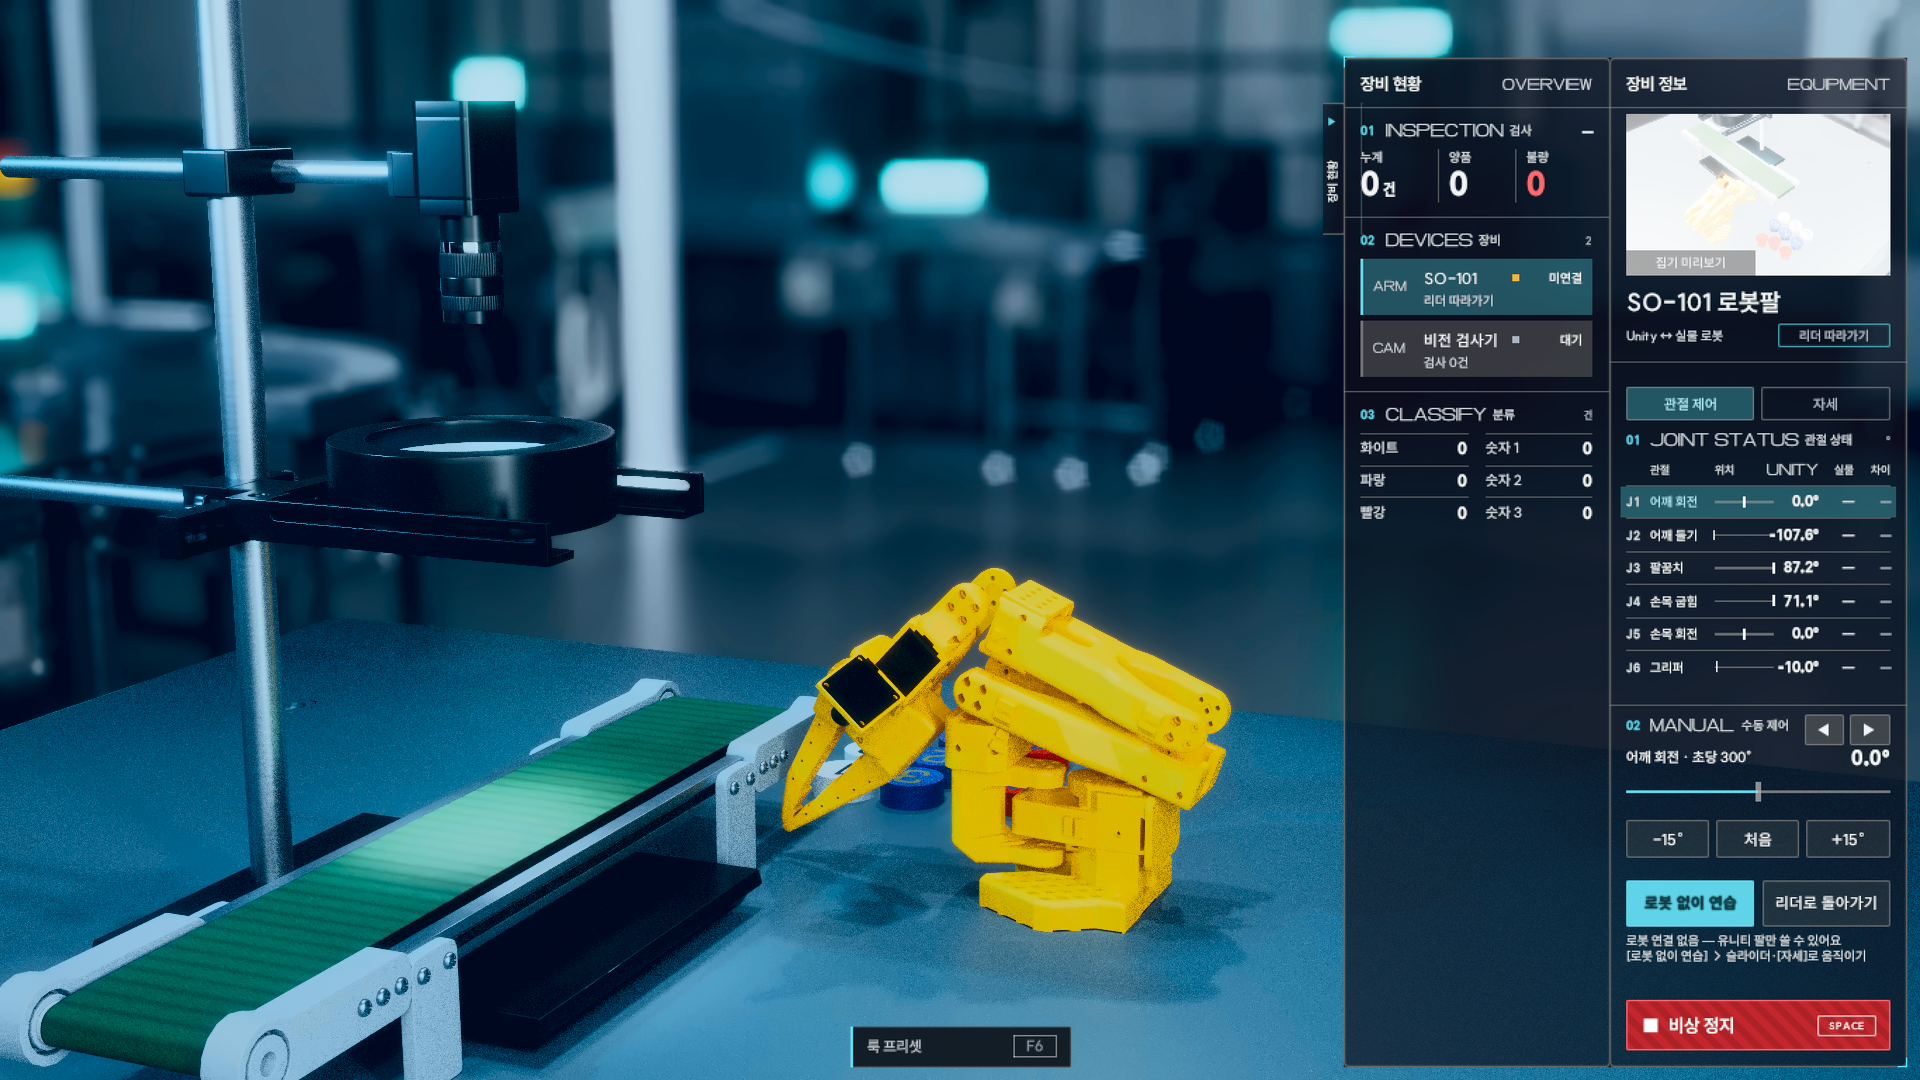 장비 현황 OVERVIEW
▶ 장비 현황
01 INSPECTION 검사 –
누계 양품 불량
0건 0 0
02 DEVICES 장비 2
ARM SO-101 미연결
리더 따라가기
CAM 비전 검사기 대기
검사 0건
03 CLASSIFY 분류 건
화이트 0 숫자 1 0
파랑 0 숫자 2 0
빨강 0 숫자 3 0
장비 정보 EQUIPMENT
집기 미리보기
SO-101 로봇팔
Unity ↔ 실물 로봇 리더 따라가기
관절 제어 자세
01 JOINT STATUS 관절 상태 °
관절 위치 UNITY 실물 차이
J1 어깨 회전 0.0° — —
J2 어깨 들기 -107.6° — —
J3 팔꿈치 87.2° — —
J4 손목 굽힘 71.1° — —
J5 손목 회전 0.0° — —
J6 그리퍼 -10.0° — —
02 MANUAL 수동 제어 ◀ ▶
어깨 회전 · 초당 300° 0.0°
-15° 처음 +15°
로봇 없이 연습 리더로 돌아가기
로봇 연결 없음 — 유니티 팔만 쓸 수 있어요
[로봇 없이 연습] > 슬라이더·[자세]로 움직이기
비상 정지 SPACE
룩 프리셋 F6